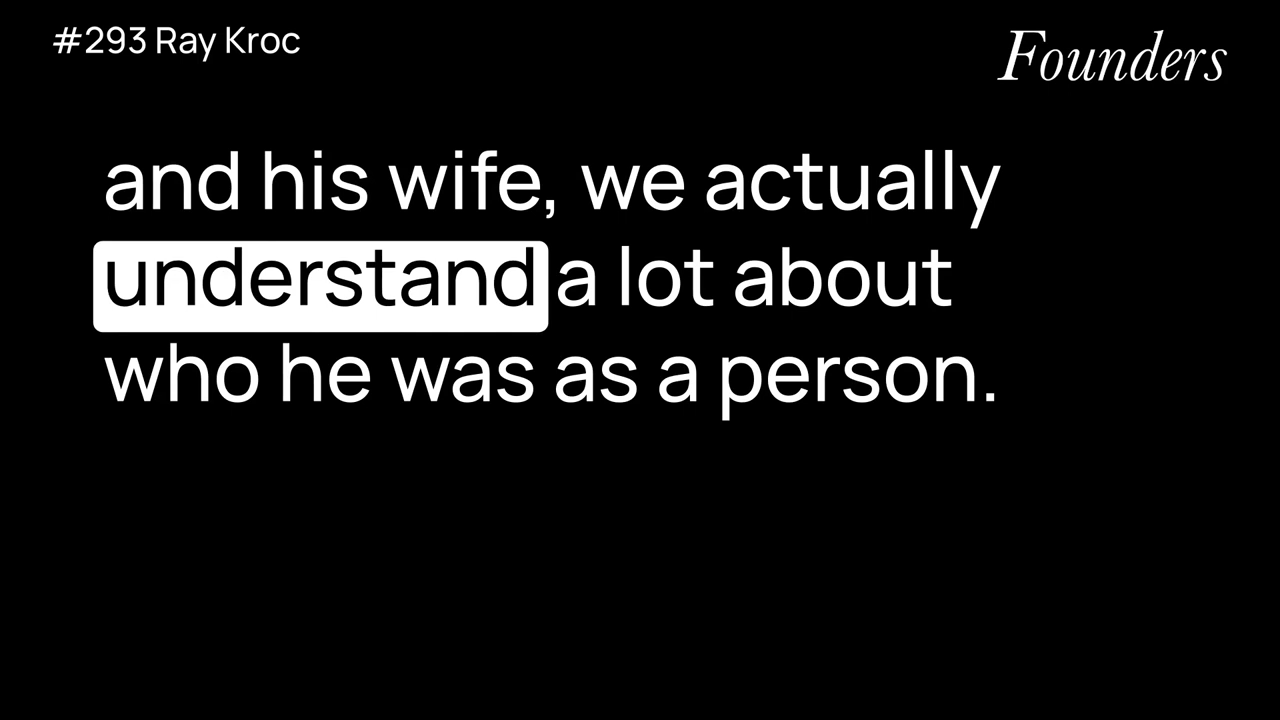 #293 Ray Kroc
Founders
and his wife, we actually
understand a lot about
who he was as a person.